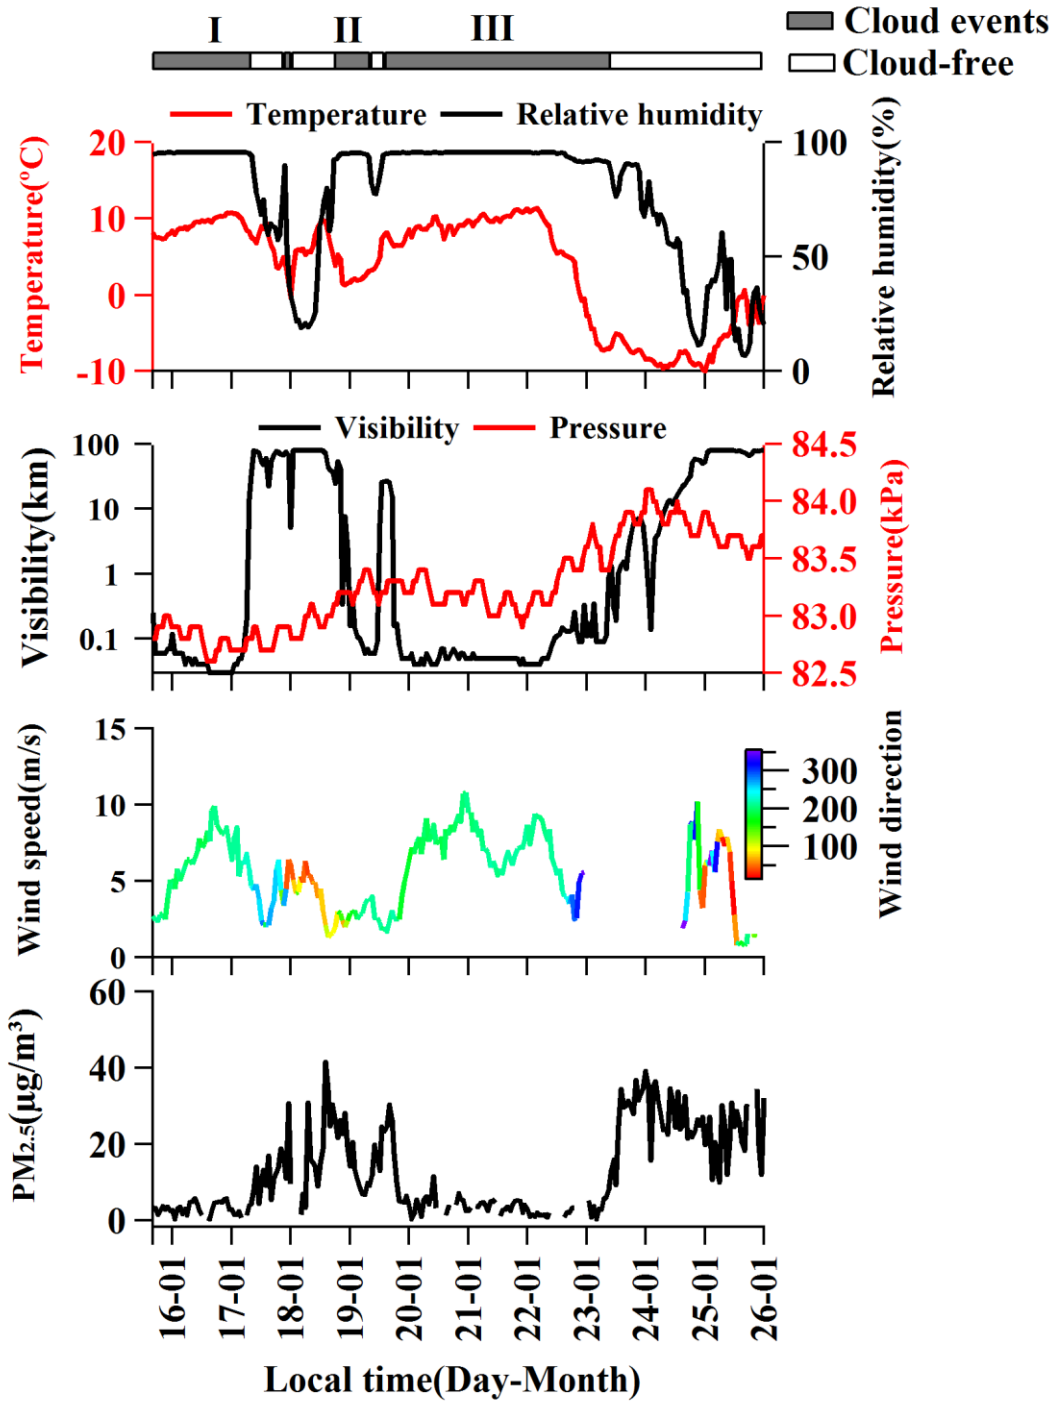 I II III
Cloud events
Cloud-free
Temperature Relative humidity
Temperature(°C)
20
10
0
-10
100
50
0
Relative humidity(%)
Visibility Pressure
Visibility(km)
100
10
1
0.1
84.5
84.0
83.5
83.0
82.5
Pressure(kPa)
Wind speed(m/s)
15
10
5
0
300
200
100
Wind direction
PM2.5(μg/m³)
60
40
20
0
16-01 17-01 18-01 19-01 20-01 21-01 22-01 23-01 24-01 25-01 26-01
Local time(Day-Month)